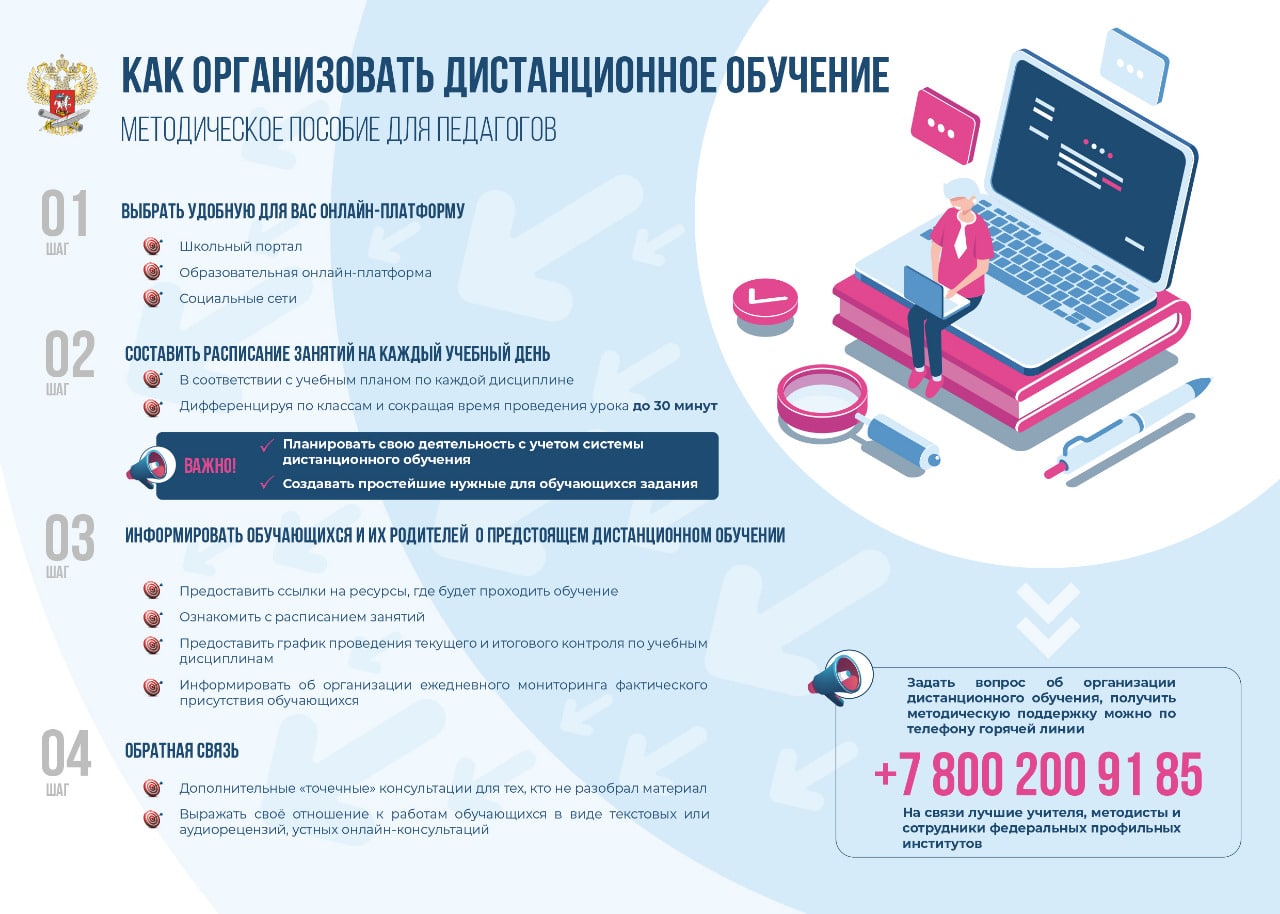 КАК ОРГАНИЗОВАТЬ ДИСТАНЦИОННОЕ ОБУЧЕНИЕ
МЕТОДИЧЕСКОЕ ПОСОБИЕ ДЛЯ ПЕДАГОГОВ
01
ШАГ
ВЫБРАТЬ УДОБНУЮ ДЛЯ ВАС ОНЛАЙН-ПЛАТФОРМУ
Школьный портал
Образовательная онлайн-платформа
Социальные сети
02
ШАГ
СОСТАВИТЬ РАСПИСАНИЕ ЗАНЯТИЙ НА КАЖДЫЙ УЧЕБНЫЙ ДЕНЬ
В соответствии с учебным планом по каждой дисциплине
Дифференцируя по классам и сокращая время проведения урока до 30 минут
ВАЖНО!
Планировать свою деятельность с учетом системы
дистанционного обучения
Создавать простейшие нужные для обучающихся задания
03
ШАГ
ИНФОРМИРОВАТЬ ОБУЧАЮЩИХСЯ И ИХ РОДИТЕЛЕЙ О ПРЕДСТОЯЩЕМ ДИСТАНЦИОННОМ ОБУЧЕНИИ
Предоставить ссылки на ресурсы, где будет проходить обучение
Ознакомить с расписанием занятий
Предоставить график проведения текущего и итогового контроля по учебным
дисциплинам
Информировать об организации ежедневного мониторинга фактического
присутствия обучающихся
04
ШАГ
ОБРАТНАЯ СВЯЗЬ
Дополнительные «точечные» консультации для тех, кто не разобрал материал
Выражать своё отношение к работам обучающихся в виде текстовых или
аудиорецензий, устных онлайн-консультаций
Задать вопрос об организации
дистанционного обучения, получить
методическую поддержку можно по
телефону горячей линии
+7 800 200 91 85
На связи лучшие учителя, методисты и
сотрудники федеральных профильных
институтов